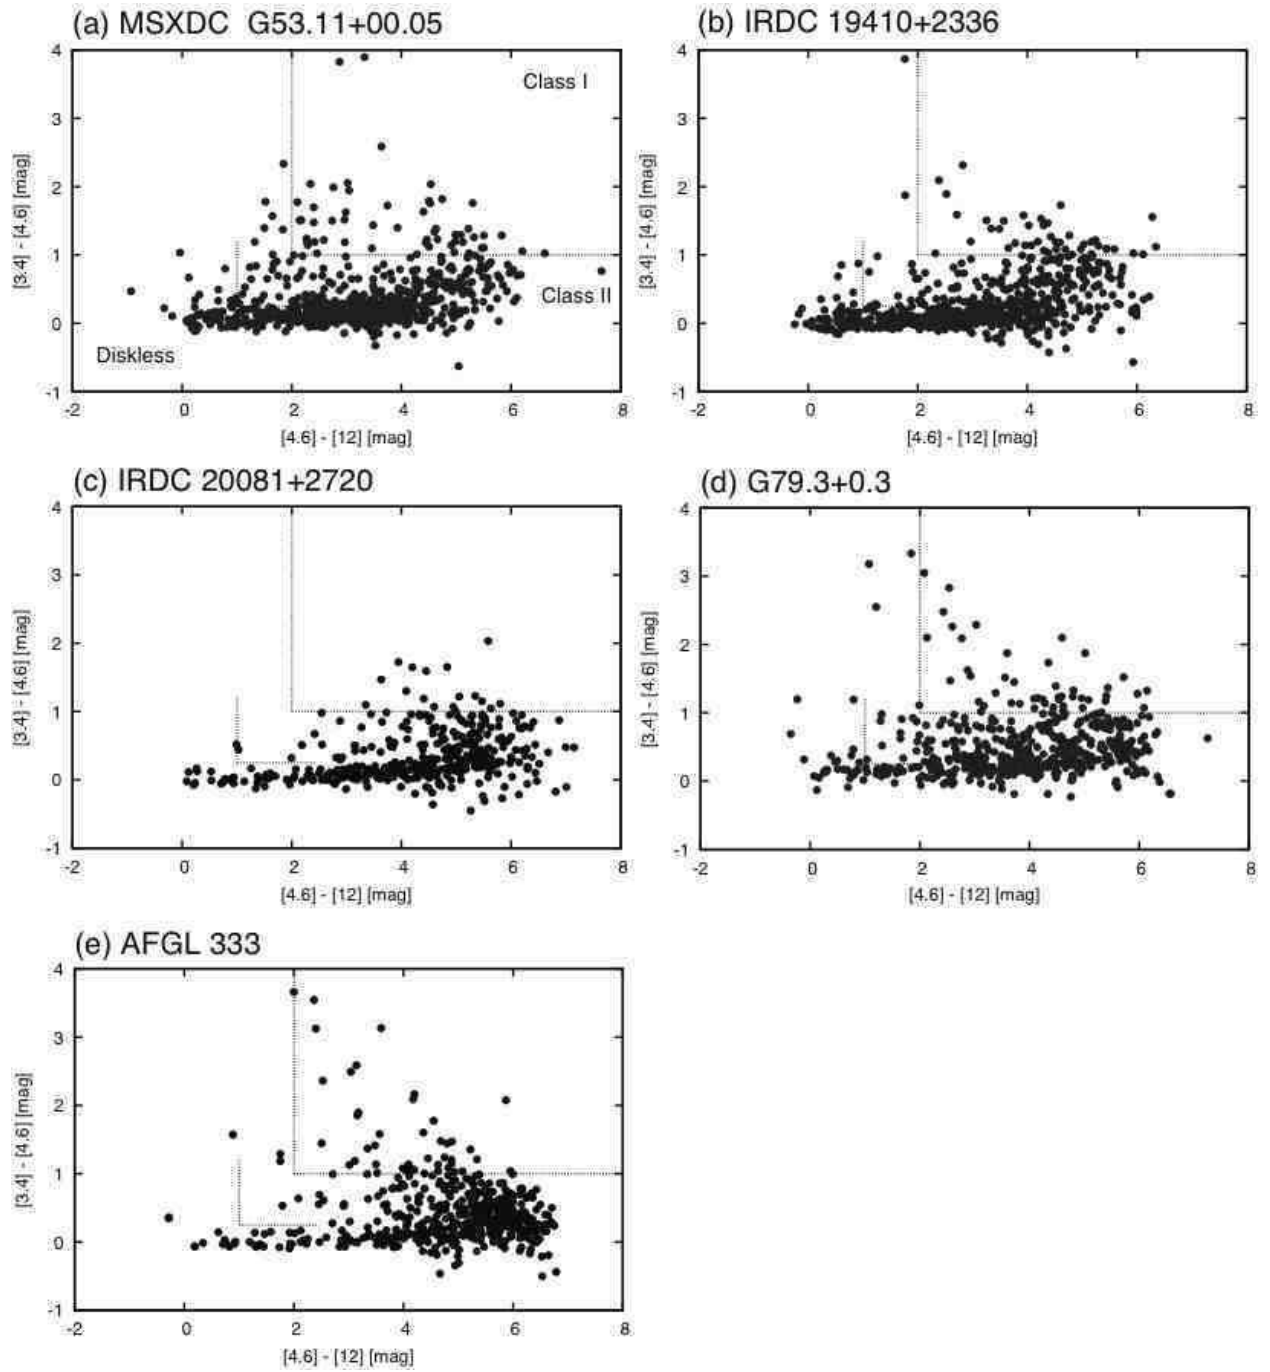 (a) MSXDC G53.11+00.05
4
3
2
1
0
-1
[3.4] - [4.6] [mag]
Class I
Class II
Diskless
-2 0 2 4 6 8
[4.6] - [12] [mag]
(b) IRDC 19410+2336
4
3
2
1
0
-1
[3.4] - [4.6] [mag]
-2 0 2 4 6 8
[4.6] - [12] [mag]
(c) IRDC 20081+2720
4
3
2
1
0
-1
[3.4] - [4.6] [mag]
-2 0 2 4 6 8
[4.6] - [12] [mag]
(d) G79.3+0.3
4
3
2
1
0
-1
[3.4] - [4.6] [mag]
-2 0 2 4 6 8
[4.6] - [12] [mag]
(e) AFGL 333
4
3
2
1
0
-1
[3.4] - [4.6] [mag]
-2 0 2 4 6 8
[4.6] - [12] [mag]